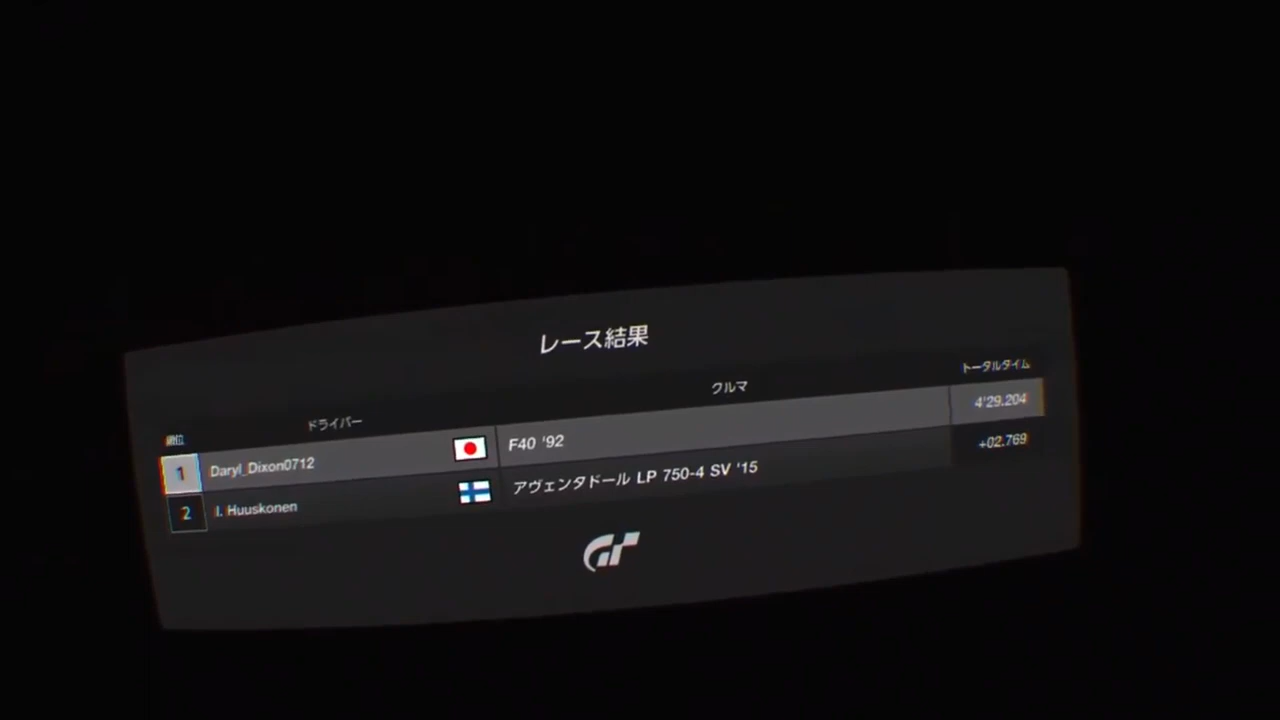 レース結果
順位 ドライバー クルマ トータルタイム
1 Daryl_Dixon0712 F40 '92 4'29.204
2 I. Huuskonen アヴェンタドール LP 750-4 SV '15 +02.769
GT